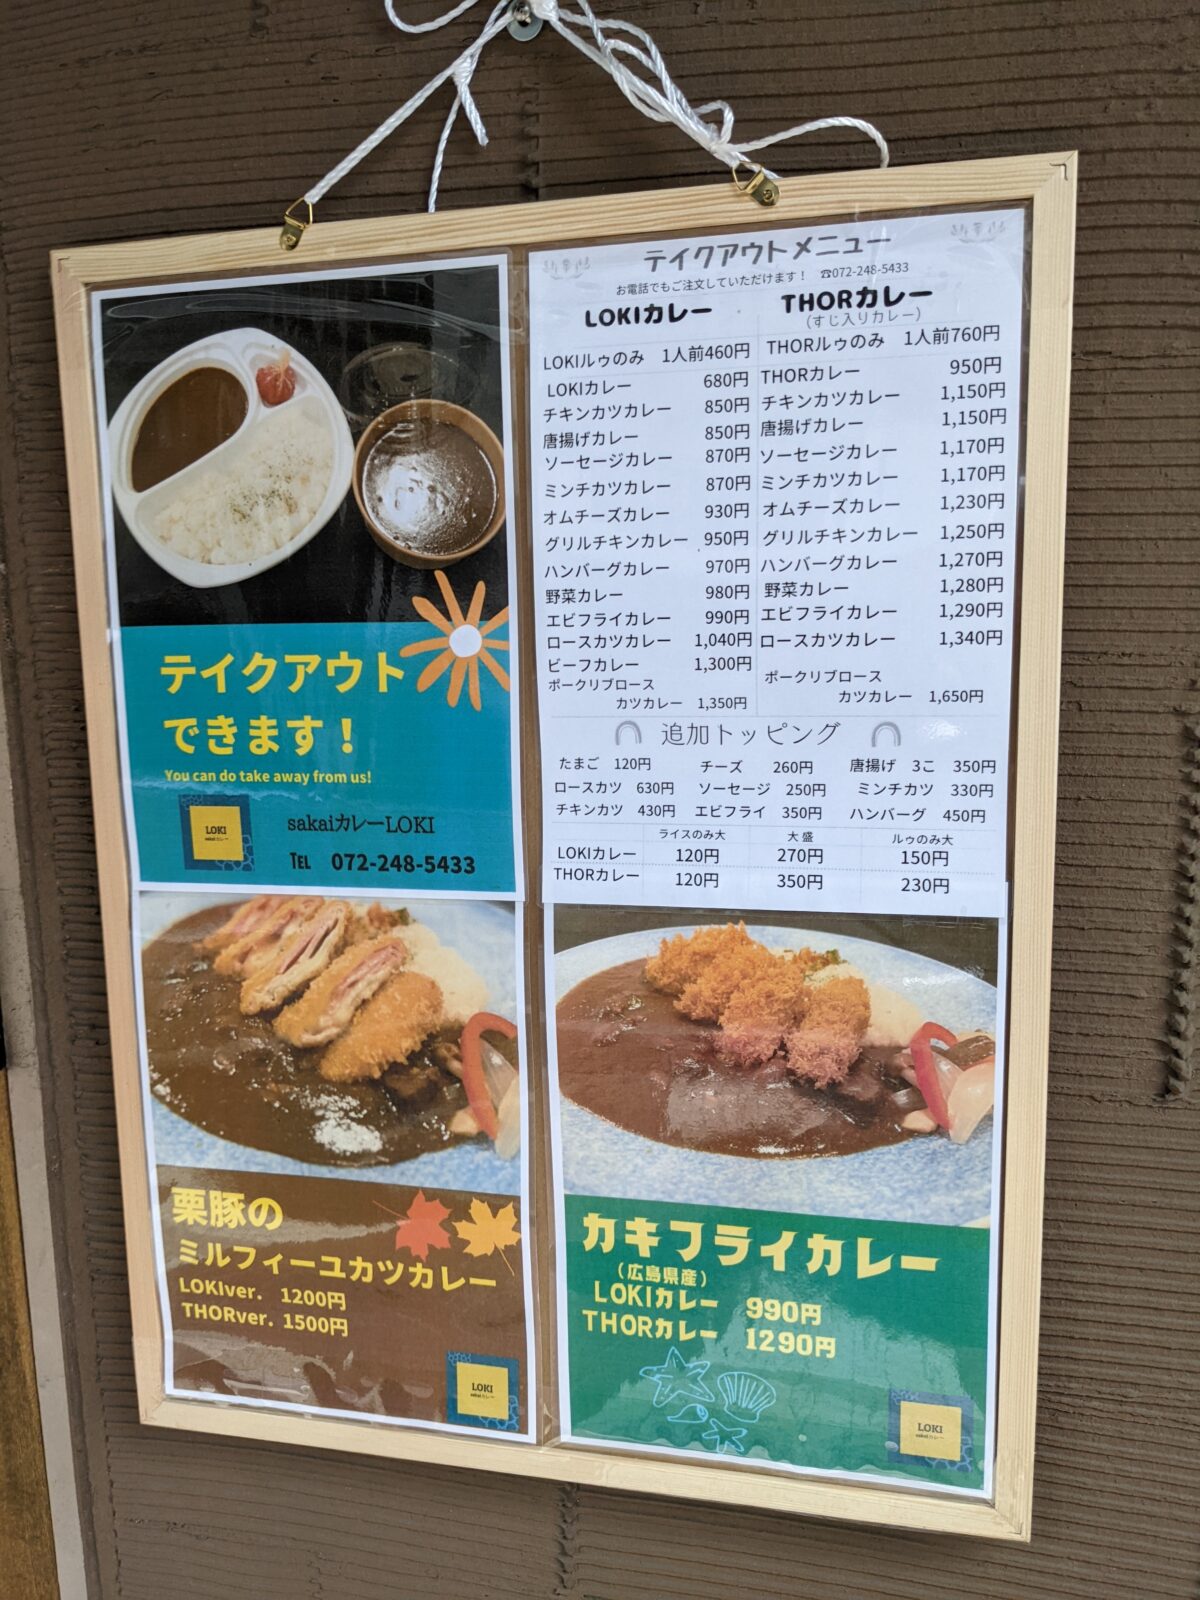 テイクアウト
できます！
You can do take away from us!
LOKI
sakaiカレー
sakaiカレーLOKI
TEL 072-248-5433
テイクアウトメニュー
お電話でもご注文していただけます！ ☎072-248-5433
LOKIカレー
LOKIルゥのみ 1人前460円
LOKIカレー 680円
チキンカツカレー 850円
唐揚げカレー 850円
ソーセージカレー 870円
ミンチカツカレー 870円
オムチーズカレー 930円
グリルチキンカレー 950円
ハンバーグカレー 970円
野菜カレー 980円
エビフライカレー 990円
ロースカツカレー 1,040円
ビーフカレー 1,300円
ポークリブロース
カツカレー 1,350円
THORカレー
(すじ入りカレー)
THORルゥのみ 1人前760円
THORカレー 950円
チキンカツカレー 1,150円
唐揚げカレー 1,150円
ソーセージカレー 1,170円
ミンチカツカレー 1,170円
オムチーズカレー 1,230円
グリルチキンカレー 1,250円
ハンバーグカレー 1,270円
野菜カレー 1,280円
エビフライカレー 1,290円
ロースカツカレー 1,340円
ポークリブロース
カツカレー 1,650円
追加トッピング
たまご 120円 チーズ 260円 唐揚げ 3こ 350円
ロースカツ 630円 ソーセージ 250円 ミンチカツ 330円
チキンカツ 430円 エビフライ 350円 ハンバーグ 450円
ライスのみ大 大盛 ルゥのみ大
LOKIカレー 120円 270円 150円
THORカレー 120円 350円 230円
栗豚の
ミルフィーユカツカレー
LOKIver. 1200円
THORver. 1500円
LOKI
sakaiカレー
カキフライカレー
(広島県産)
LOKIカレー 990円
THORカレー 1290円
LOKI
sakaiカレー